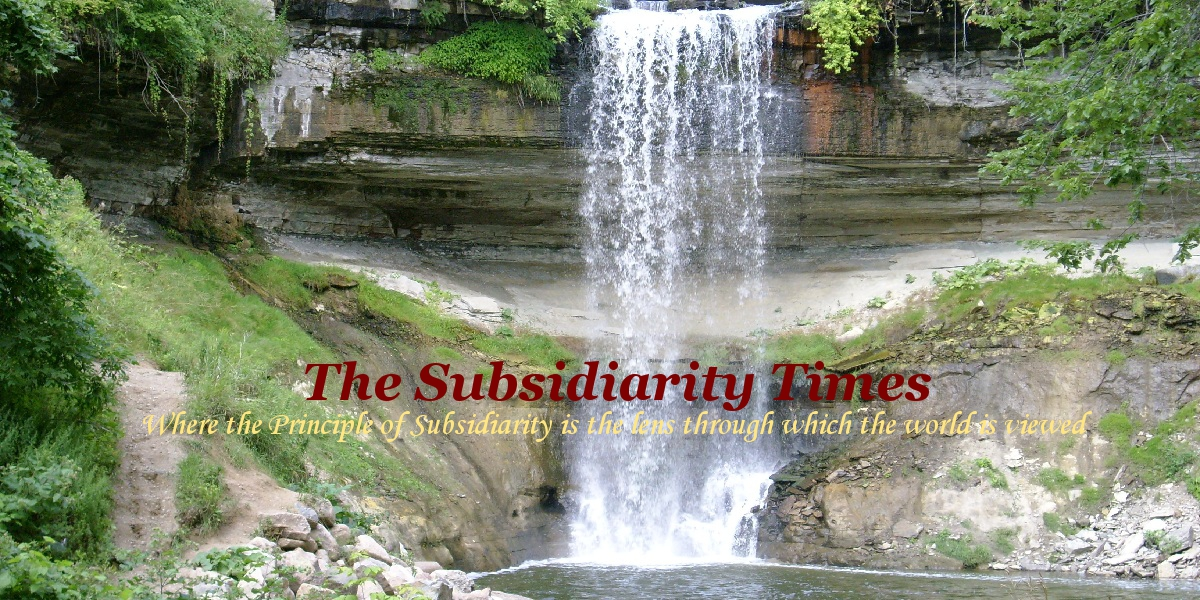 The Subsidiarity Times
Where the Principle of Subsidiarity is the lens through which the world is viewed